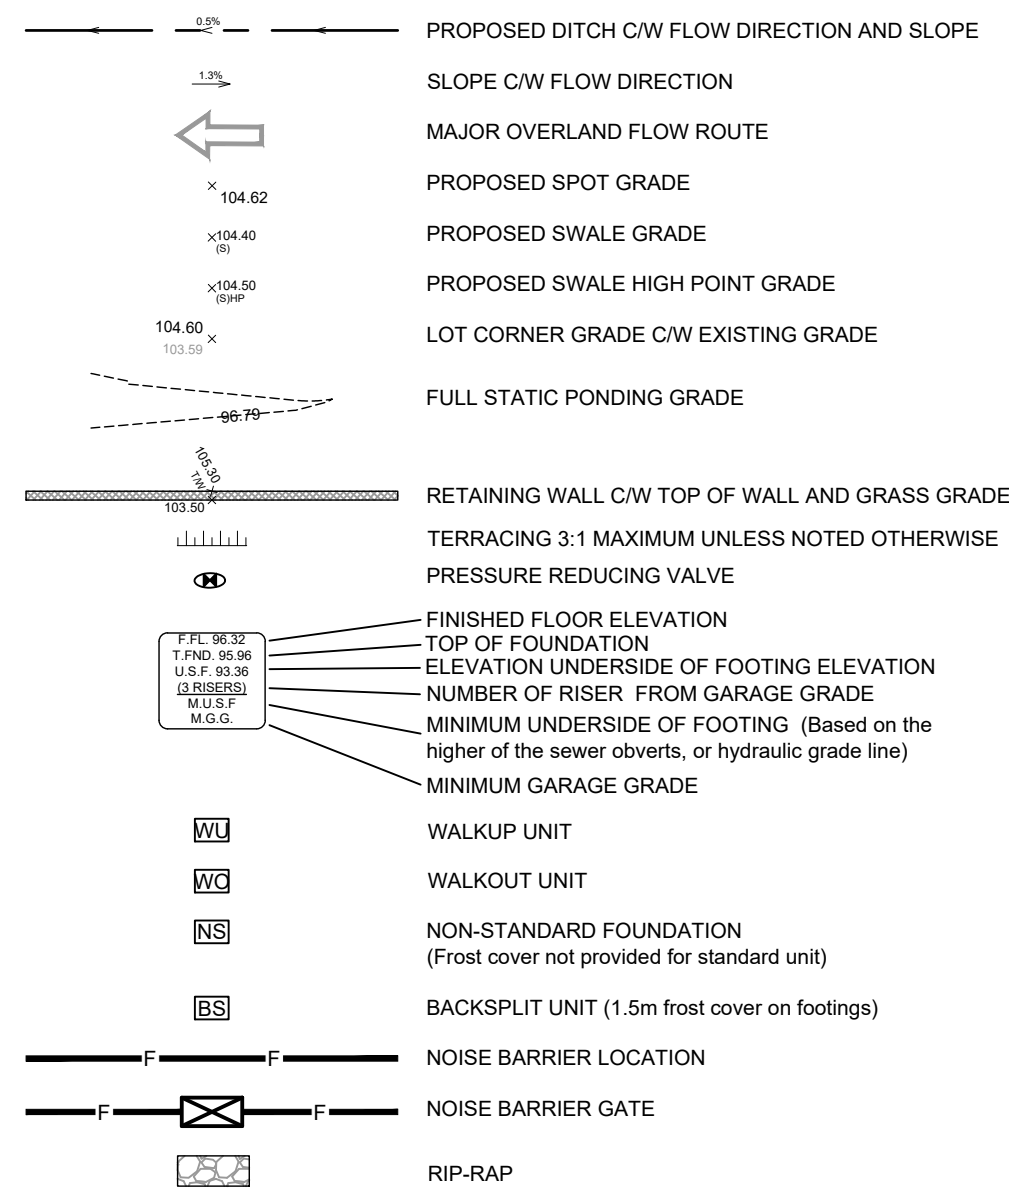 0.5%
PROPOSED DITCH C/W FLOW DIRECTION AND SLOPE
1.3%
SLOPE C/W FLOW DIRECTION
MAJOR OVERLAND FLOW ROUTE
104.62
PROPOSED SPOT GRADE
104.40
(S)
PROPOSED SWALE GRADE
104.50
(S)HP
PROPOSED SWALE HIGH POINT GRADE
104.60
103.59
LOT CORNER GRADE C/W EXISTING GRADE
96.79
FULL STATIC PONDING GRADE
105.30
T/W
103.50
RETAINING WALL C/W TOP OF WALL AND GRASS GRADE
TERRACING 3:1 MAXIMUM UNLESS NOTED OTHERWISE
PRESSURE REDUCING VALVE
F.FL. 96.32
T.FND. 95.96
U.S.F. 93.36
(3 RISERS)
M.U.S.F
M.G.G.
FINISHED FLOOR ELEVATION
TOP OF FOUNDATION
ELEVATION UNDERSIDE OF FOOTING ELEVATION
NUMBER OF RISER FROM GARAGE GRADE
MINIMUM UNDERSIDE OF FOOTING (Based on the
higher of the sewer obverts, or hydraulic grade line)
MINIMUM GARAGE GRADE
WU
WALKUP UNIT
WO
WALKOUT UNIT
NS
NON-STANDARD FOUNDATION
(Frost cover not provided for standard unit)
BS
BACKSPLIT UNIT (1.5m frost cover on footings)
F F
NOISE BARRIER LOCATION
F F
NOISE BARRIER GATE
RIP-RAP